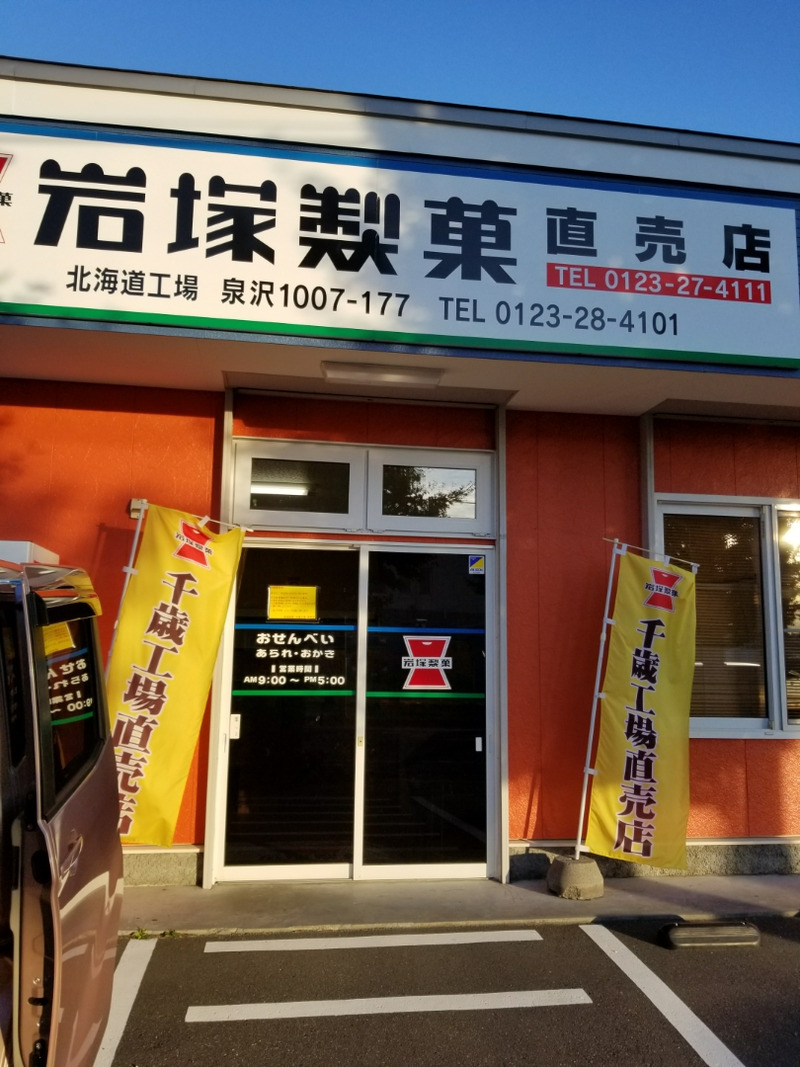 岩塚製菓 直売店
TEL 0123-27-4111
北海道工場 泉沢1007-177 TEL 0123-28-4101
岩塚製菓
千歳工場直売店
おせんべい
あられ・おかき
営業時間
AM9:00～PM5:00
岩塚製菓
岩塚製菓
千歳工場直売店